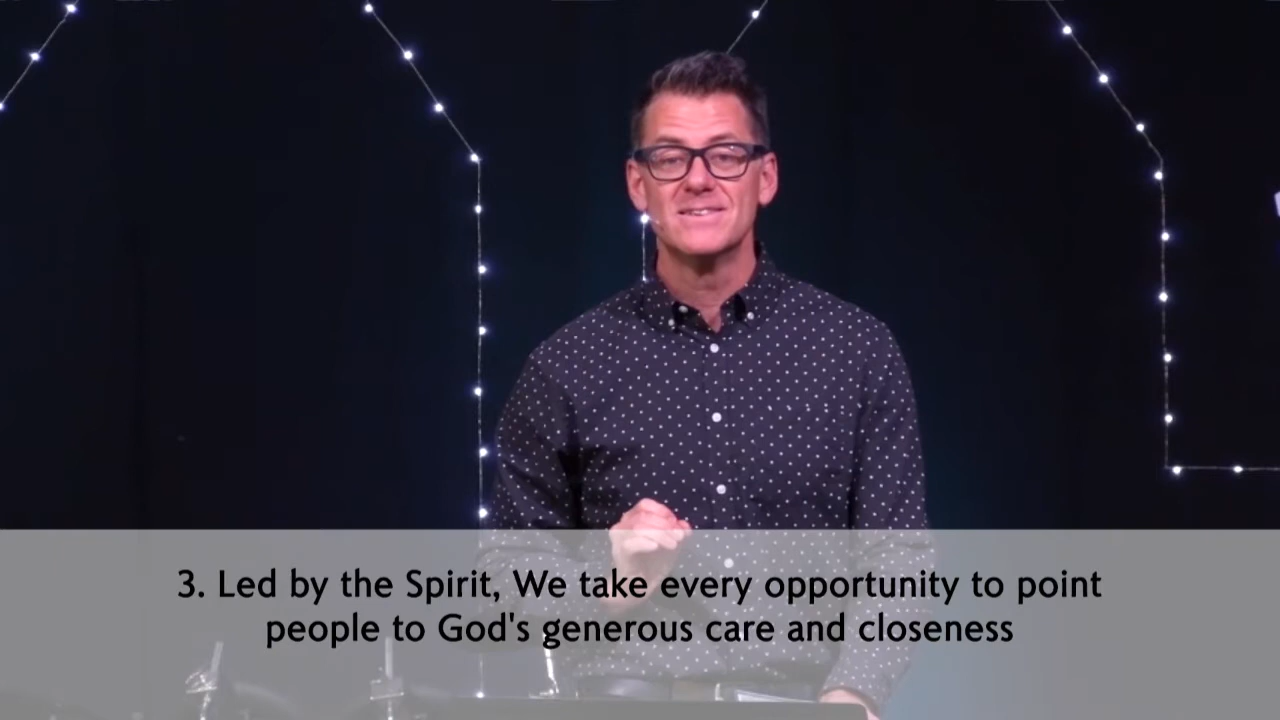 3. Led by the Spirit, We take every opportunity to point
people to God's generous care and closeness